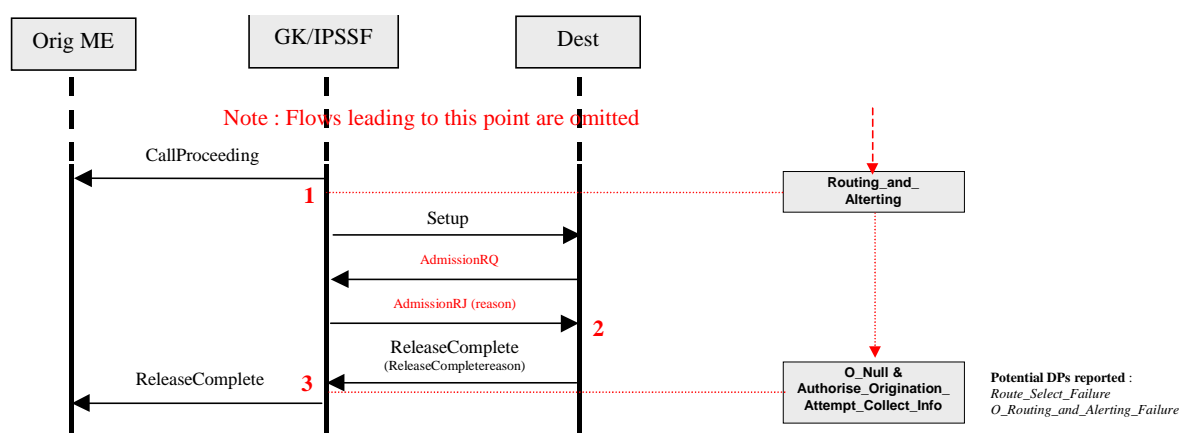 Orig ME
GK/IPSSF
Dest
Note : Flows leading to this point are omitted
CallProceeding
1
Routing_and_
Alterting
Setup
AdmissionRQ
AdmissionRJ (reason)
2
ReleaseComplete
(ReleaseCompletereason)
ReleaseComplete
3
O_Null &
Authorise_Origination_
Attempt_Collect_Info
Potential DPs reported :
Route_Select_Failure
O_Routing_and_Alerting_Failure